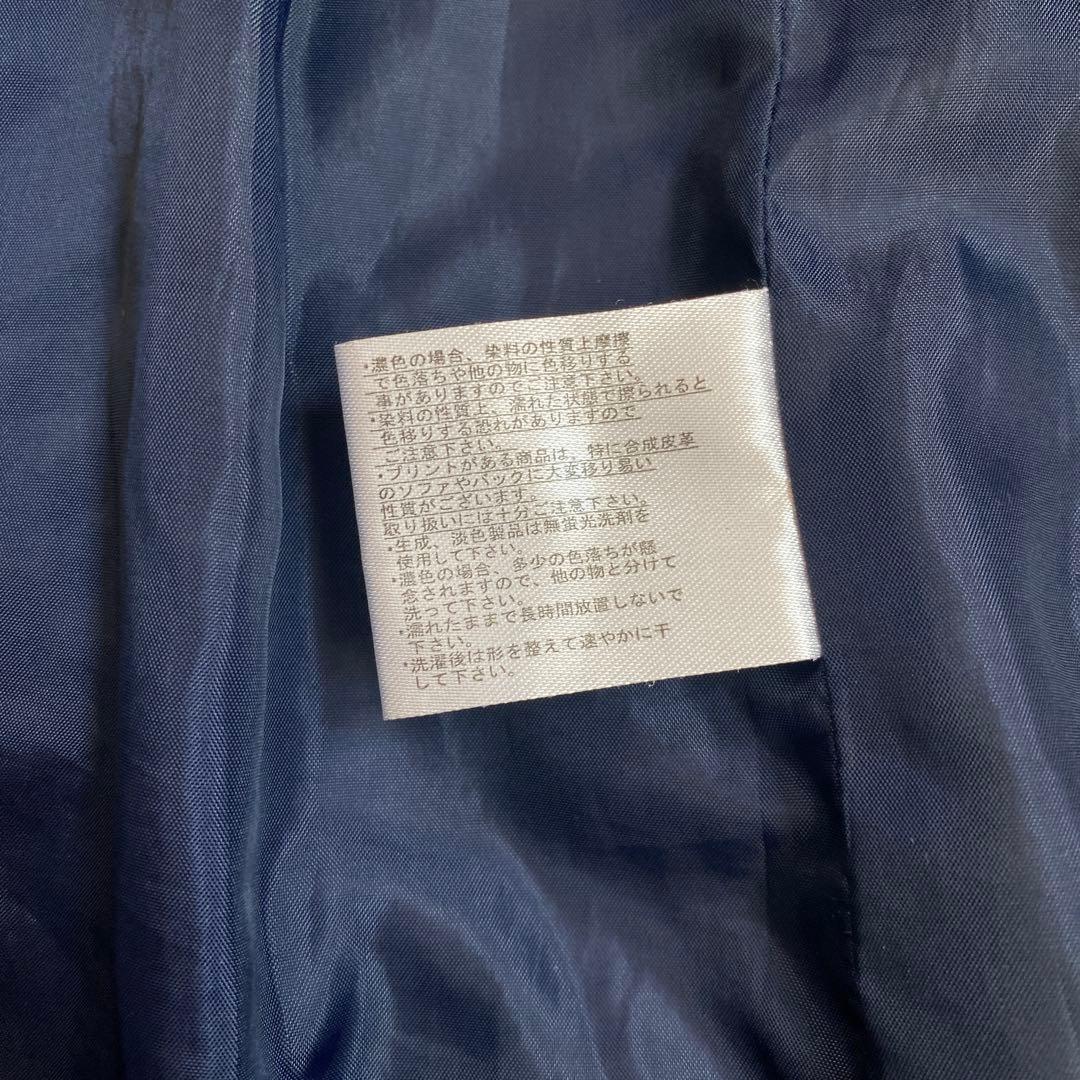 ・濃色の場合、染料の性質上摩擦
で色落ちや他の物に色移りする
事がありますのでご注意下さい。
・染料の性質上、濡れた状態で擦られると
色移りする恐れがありますので
ご注意下さい。
・プリントがある商品は、特に合成皮革
のソファやバックに大変移り易い
性質がございます。
取り扱いには十分ご注意下さい。
・生成、淡色製品は無蛍光洗剤を
使用して下さい。
・濃色の場合、多少の色落ちが懸
念されますので、他の物と分けて
洗って下さい。
・濡れたままで長時間放置しないで
下さい。
・洗濯後は形を整えて速やかに干
して下さい。